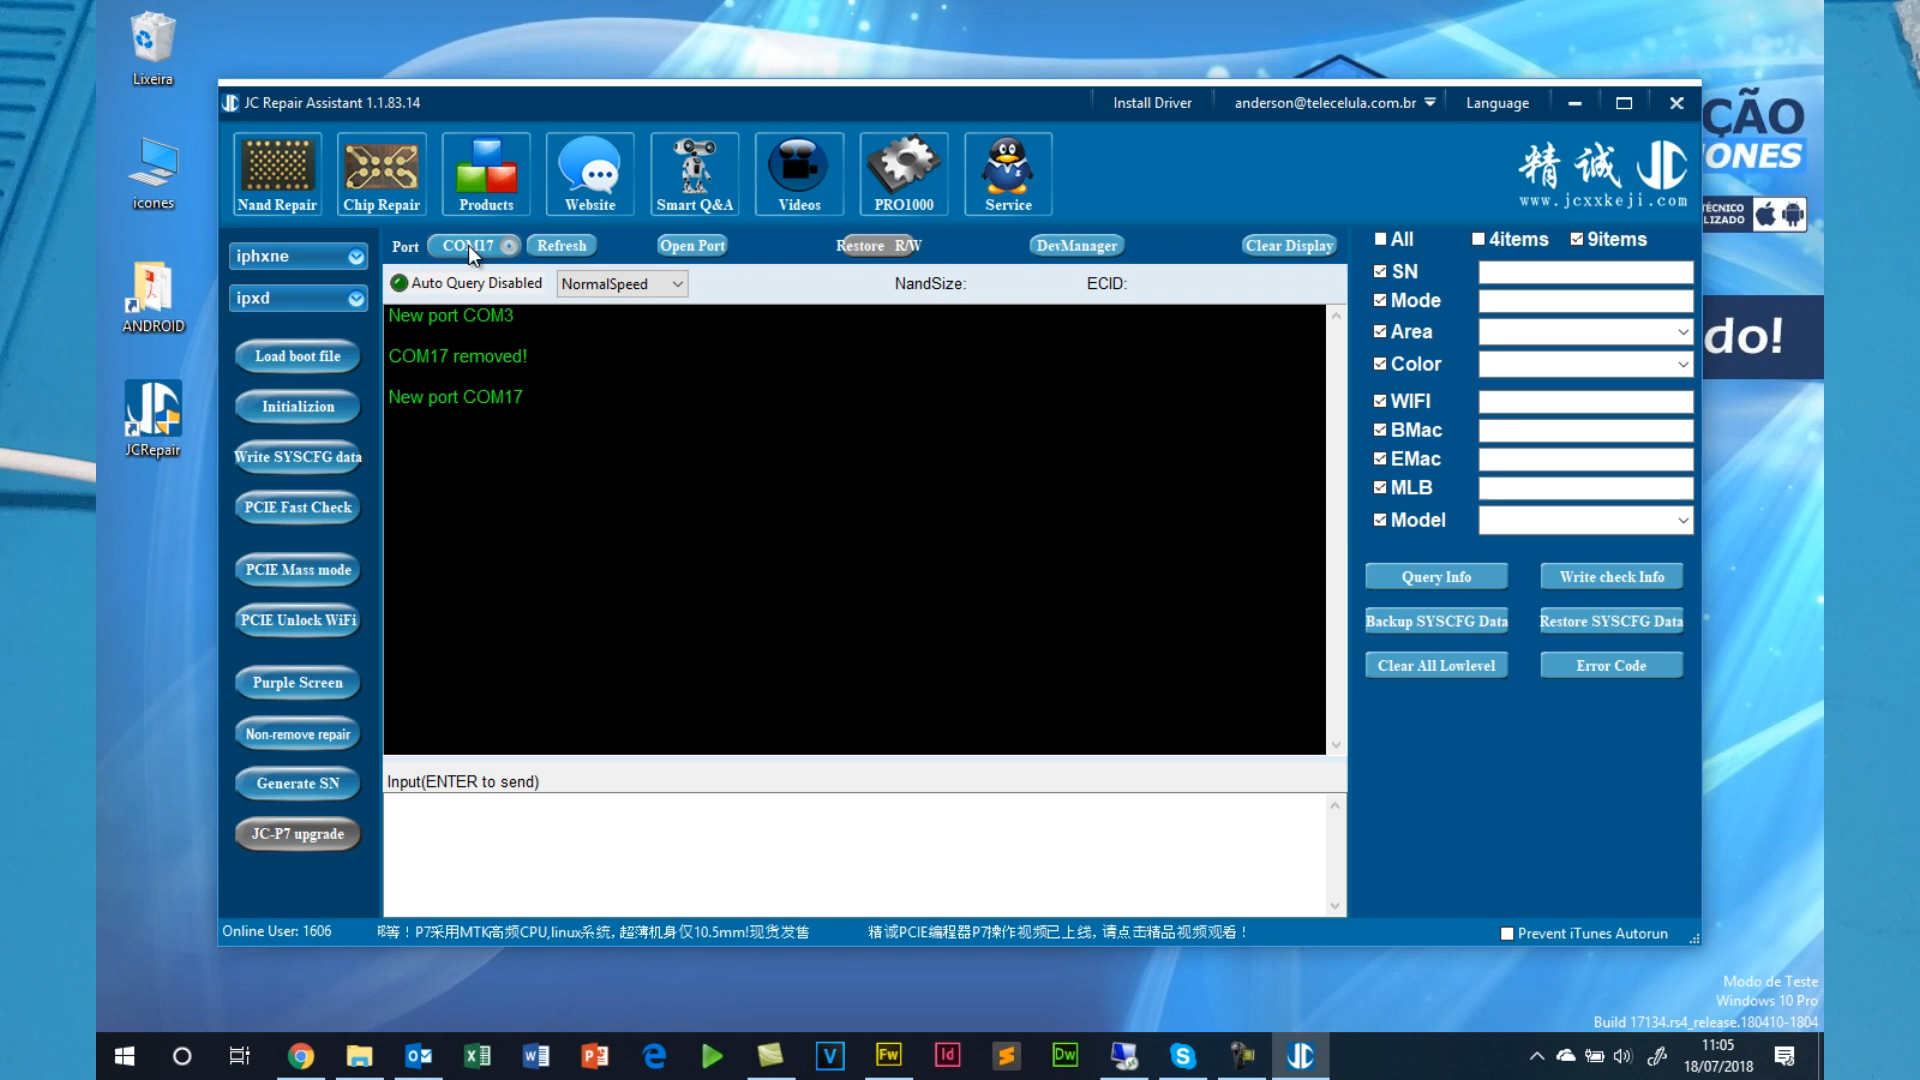 Lixeira
icones
ANDROID
JCRepair
JC Repair Assistant 1.1.83.14
Install Driver
anderson@telecelula.com.br
Language
Nand Repair
Chip Repair
Products
Website
Smart Q&A
Videos
PRO1000
Service
精诚 JC
www.jcxxkeji.com
ÇÃO
ONES
TÉCNICO
LIZADO
do!
iphxne
ipxd
Load boot file
Initializion
Write SYSCFG data
PCIE Fast Check
PCIE Mass mode
PCIE Unlock WiFi
Purple Screen
Non-remove repair
Generate SN
JC-P7 upgrade
Port COM17 Refresh Open Port Restore R/W DevManager Clear Display
Auto Query Disabled NormalSpeed NandSize: ECID:
New port COM3
COM17 removed!
New port COM17
Input(ENTER to send)
All 4items 9items
SN
Mode
Area
Color
WIFI
BMac
EMac
MLB
Model
Query Info Write check Info
Backup SYSCFG Data Restore SYSCFG Data
Clear All Lowlevel Error Code
Online User: 1606
等！P7采用MTK高频CPU,linux系统, 超薄机身仅10.5mm!现货发售 精诚PCIE编程器P7操作视频已上线, 请点击精品视频观看！
Prevent iTunes Autorun
Modo de Teste
Windows 10 Pro
Build 17134.rs4_release.180410-1804
11:05
18/07/2018